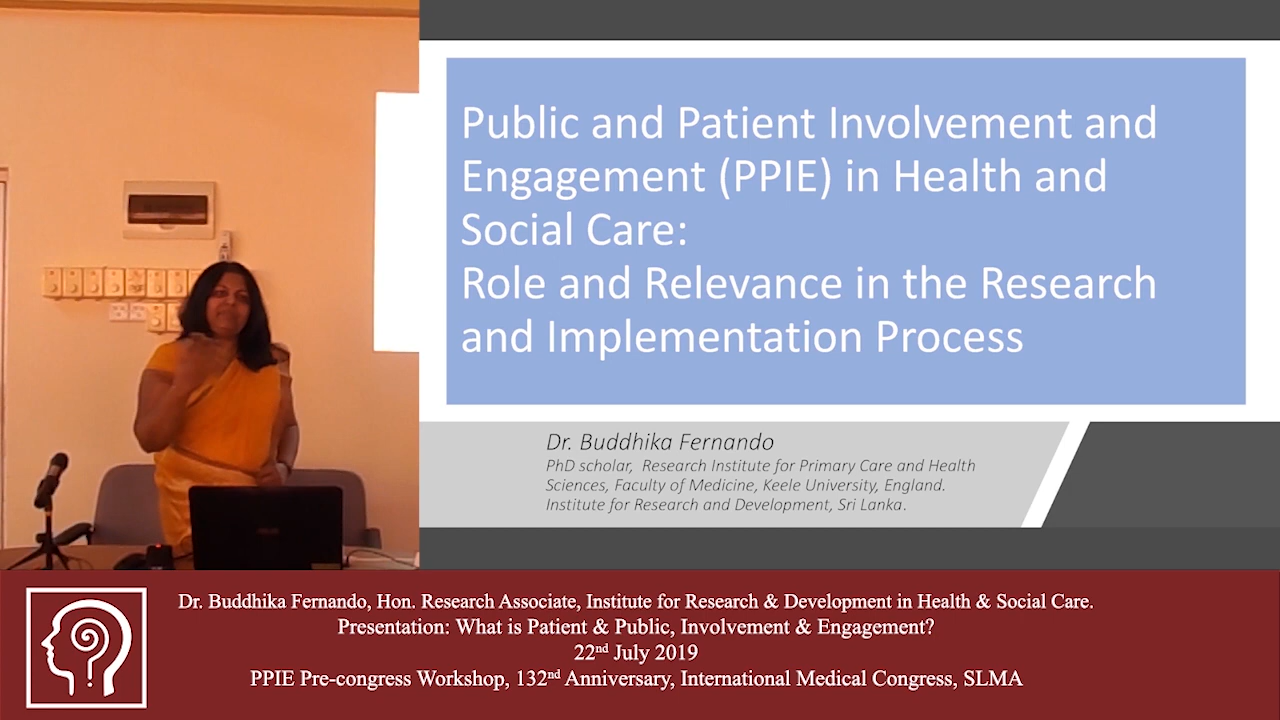 Public and Patient Involvement and
Engagement (PPIE) in Health and
Social Care:
Role and Relevance in the Research
and Implementation Process
Dr. Buddhika Fernando
PhD scholar, Research Institute for Primary Care and Health
Sciences, Faculty of Medicine, Keele University, England.
Institute for Research and Development, Sri Lanka.
Dr. Buddhika Fernando, Hon. Research Associate, Institute for Research & Development in Health & Social Care.
Presentation: What is Patient & Public, Involvement & Engagement?
22nd July 2019
PPIE Pre-congress Workshop, 132nd Anniversary, International Medical Congress, SLMA